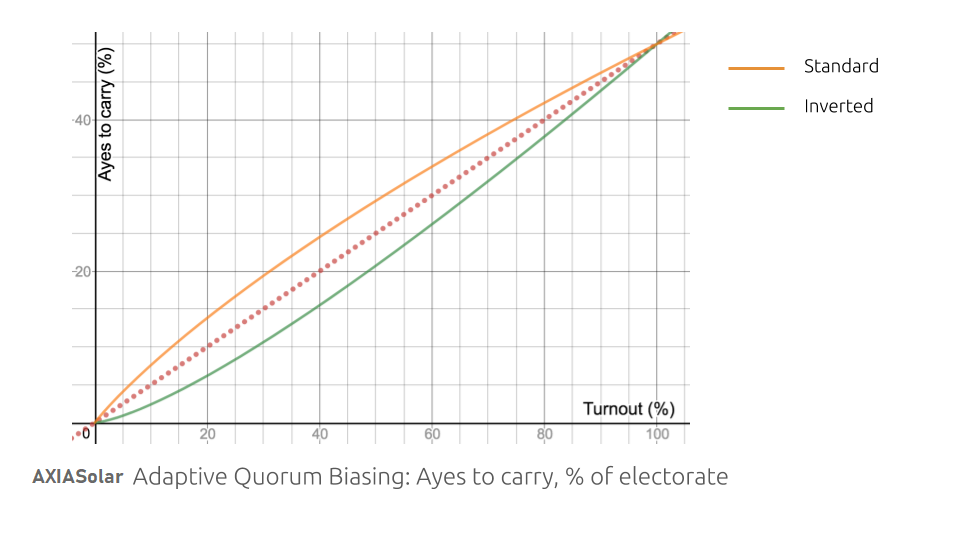 Ayes to carry (%)
40
20
0
20
40
60
80
100
Turnout (%)
Standard
Inverted
AXIASolar Adaptive Quorum Biasing: Ayes to carry, % of electorate